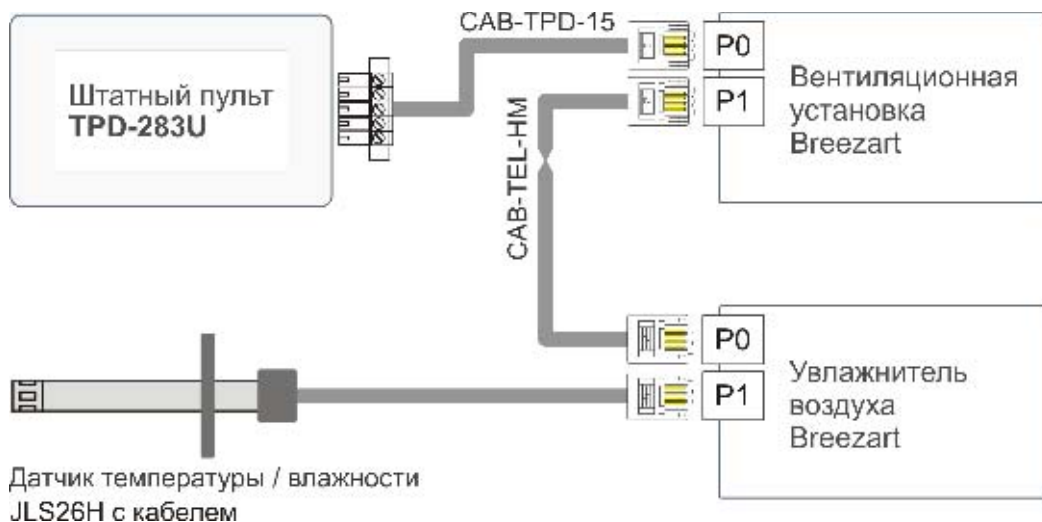 CAB-TPD-15
Штатный пульт
TPD-283U
P0
P1
Вентиляционная
установка
Breezart
CAB-TEL-HM
P0
P1
Увлажнитель
воздуха
Breezart
Датчик температуры / влажности
JLS26H с кабелем